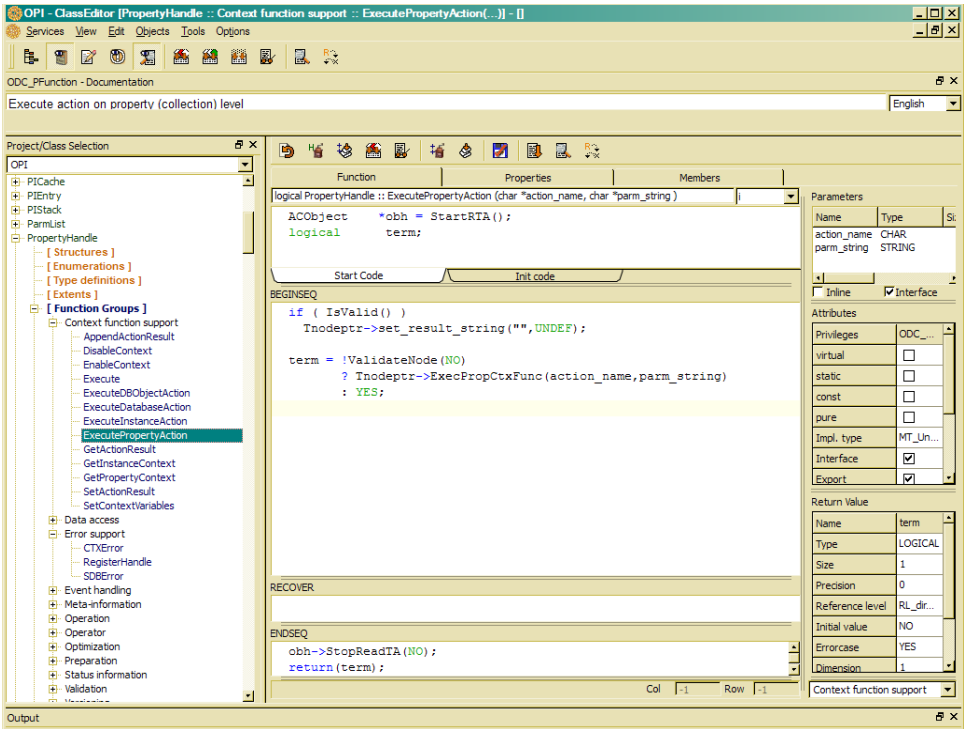 OPI - ClassEditor [PropertyHandle :: Context function support :: ExecutePropertyAction(...)] - []
Services View Edit Objects Tools Options
ODC_PFunction - Documentation
Execute action on property (collection) level
English
Project/Class Selection
OPI
PICache
PIEntry
PIStack
ParmList
PropertyHandle
[ Structures ]
[ Enumerations ]
[ Type definitions ]
[ Extents ]
[ Function Groups ]
Context function support
AppendActionResult
DisableContext
EnableContext
Execute
ExecuteDBObjectAction
ExecuteDatabaseAction
ExecuteInstanceAction
ExecutePropertyAction
GetActionResult
GetInstanceContext
GetPropertyContext
SetActionResult
SetContextVariables
Data access
Error support
CTXError
RegisterHandle
SDBError
Event handling
Meta-information
Operation
Operator
Optimization
Preparation
Status information
Validation
Function Properties Members
logical PropertyHandle :: ExecutePropertyAction (char *action_name, char *parm_string )
i
ACObject *obh = StartRTA();
logical term;
Start Code Init code
BEGINSEQ
if ( IsValid() )
Tnodeptr->set_result_string("",UNDEF);
term = !ValidateNode(NO)
? Tnodeptr->ExecPropCtxFunc(action_name,parm_string)
: YES;
RECOVER
ENDSEQ
obh->StopReadTA(NO);
return(term);
Col -1 Row -1
Parameters
Name Type Si
action_name CHAR
parm_string STRING
Inline Interface
Attributes
Privileges ODC_...
virtual
static
const
pure
Impl. type MT_Un...
Interface
Export
Return Value
Name term
Type LOGICAL
Size 1
Precision 0
Reference level RL_dir...
Initial value NO
Errorcase YES
Dimension 1
Context function support
Output